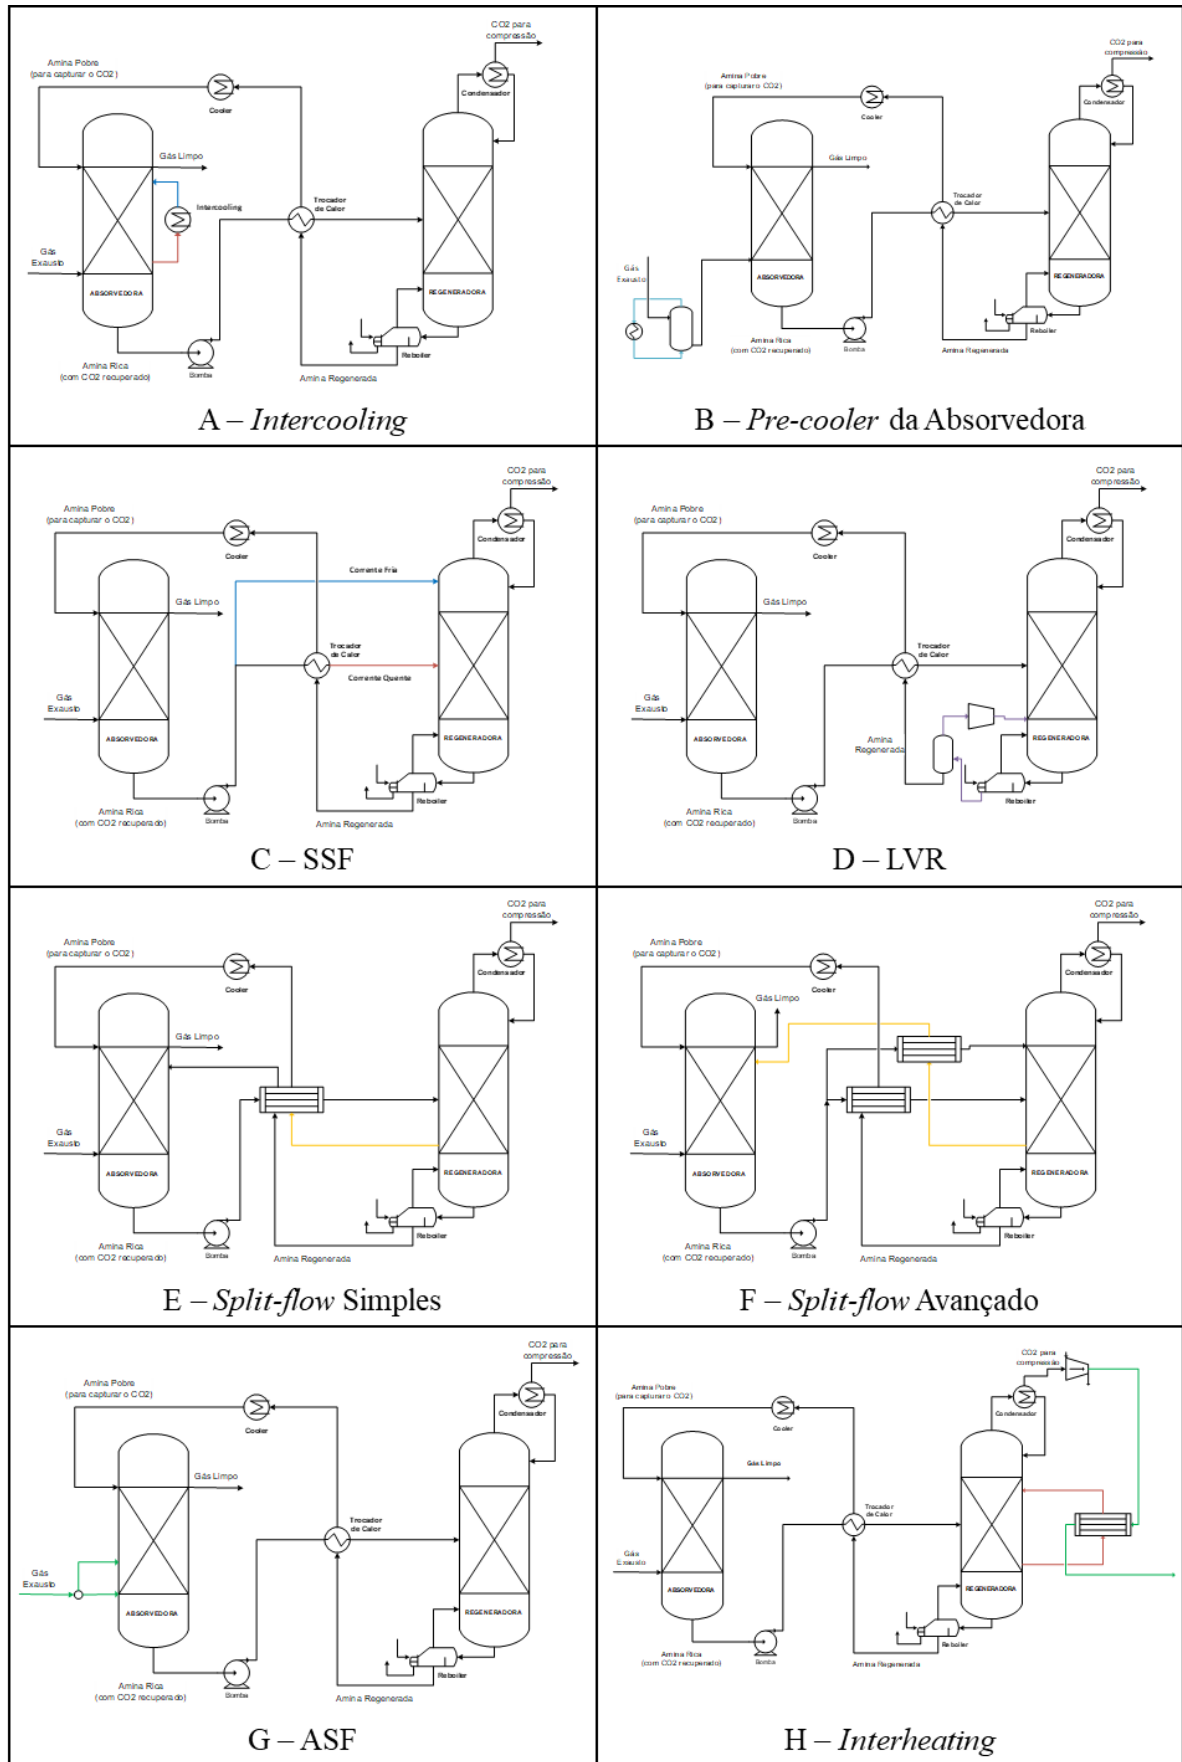 CO2 para
compressão
Amina Pobre
(para capturar o CO2)
Cooler
Condensador
Gás Limpo
Intercooling
Trocador
de Calor
Gás
Exausto
ABSORVEDORA
REGENERADORA
Reboiler
Amina Rica
(com CO2 recuperado)
Bomba
Amina Regenerada
A – Intercooling
CO2 para
compressão
Amina Pobre
(para capturar o CO2)
Cooler
Condensador
Gás Limpo
Trocador
de Calor
Gás
Exausto
ABSORVEDORA
REGENERADORA
Reboiler
Amina Rica
(com CO2 recuperado)
Bomba
Amina Regenerada
B – Pre-cooler da Absorvedora
CO2 para
compressão
Amina Pobre
(para capturar o CO2)
Cooler
Condensador
Corrente Fria
Gás Limpo
Trocador
de Calor
Corrente Quente
Gás
Exausto
ABSORVEDORA
REGENERADORA
Reboiler
Amina Rica
(com CO2 recuperado)
Bomba
Amina Regenerada
C – SSF
CO2 para
compressão
Amina Pobre
(para capturar o CO2)
Cooler
Condensador
Gás Limpo
Trocador
de Calor
Gás
Exausto
Amina
Regenerada
ABSORVEDORA
REGENERADORA
Reboiler
Amina Rica
(com CO2 recuperado)
Bomba
D – LVR
CO2 para
compressão
Amina Pobre
(para capturar o CO2)
Cooler
Condensador
Gás Limpo
Gás
Exausto
ABSORVEDORA
REGENERADORA
Reboiler
Amina Rica
(com CO2 recuperado)
Bomba
Amina Regenerada
E – Split-flow Simples
CO2 para
compressão
Amina Pobre
(para capturar o CO2)
Cooler
Condensador
Gás Limpo
Gás
Exausto
ABSORVEDORA
REGENERADORA
Reboiler
Amina Rica
(com CO2 recuperado)
Bomba
Amina Regenerada
F – Split-flow Avançado
CO2 para
compressão
Amina Pobre
(para capturar o CO2)
Cooler
Condensador
Gás Limpo
Trocador
de Calor
Gás
Exausto
ABSORVEDORA
REGENERADORA
Reboiler
Amina Rica
(com CO2 recuperado)
Bomba
Amina Regenerada
G – ASF
CO2 para
compressão
Amina Pobre
(para capturar o CO2)
Cooler
Condensador
Gás Limpo
Trocador
de Calor
Gás
Exausto
ABSORVEDORA
REGENERADORA
Reboiler
Amina Rica
(com CO2 recuperado)
Bomba
Amina Regenerada
H – Interheating